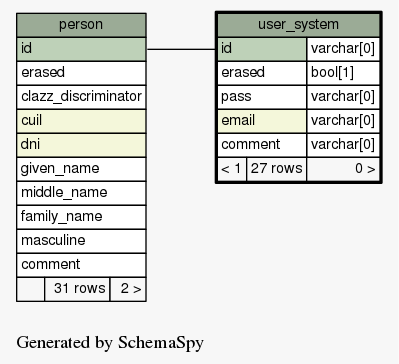 person
id
erased
clazz_discriminator
cuil
dni
given_name
middle_name
family_name
masculine
comment
31 rows 2 >
user_system
id varchar[0]
erased bool[1]
pass varchar[0]
email varchar[0]
comment varchar[0]
< 1 27 rows 0 >
Generated by SchemaSpy